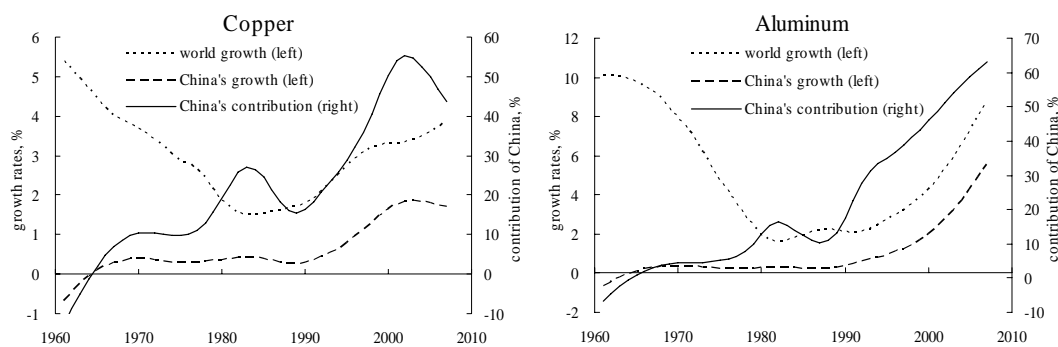 Copper
world growth (left)
China's growth (left)
China's contribution (right)
growth rates, %
contribution of China, %
6
5
4
3
2
1
0
-1
60
50
40
30
20
10
0
-10
1960 1970 1980 1990 2000 2010
Aluminum
world growth (left)
China's growth (left)
China's contribution (right)
growth rates, %
contribution of China, %
12
10
8
6
4
2
0
-2
70
60
50
40
30
20
10
0
-10
1960 1970 1980 1990 2000 2010